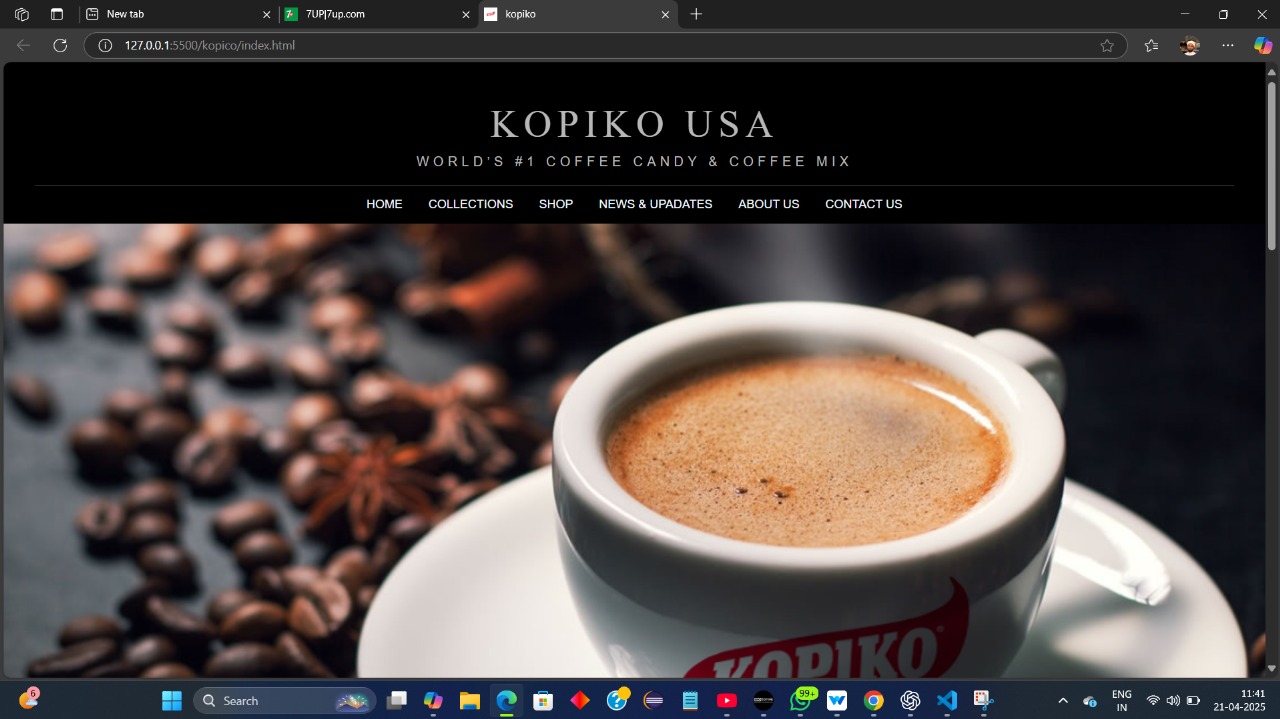 New tab
7UP|7up.com
kopiko
127.0.0.1:5500/kopico/index.html
KOPIKO USA
WORLD'S #1 COFFEE CANDY & COFFEE MIX
HOME COLLECTIONS SHOP NEWS & UPADATES ABOUT US CONTACT US
KOPIKO®
6
Search
99+
ENG
IN
11:41
21-04-2025